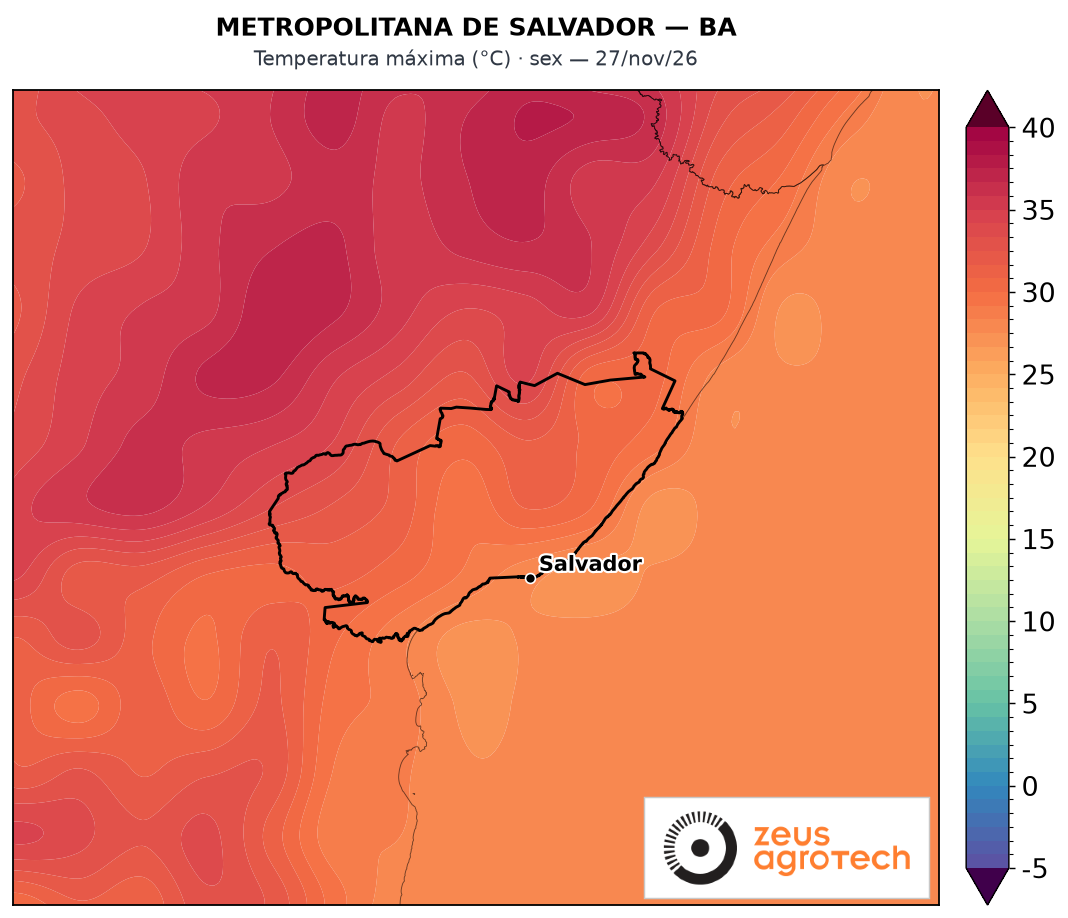 METROPOLITANA DE SALVADOR — BA
Temperatura máxima (°C) · sex — 27/nov/26
40
35
30
25
20
15
10
5
0
-5
Salvador
zeus
agrotech